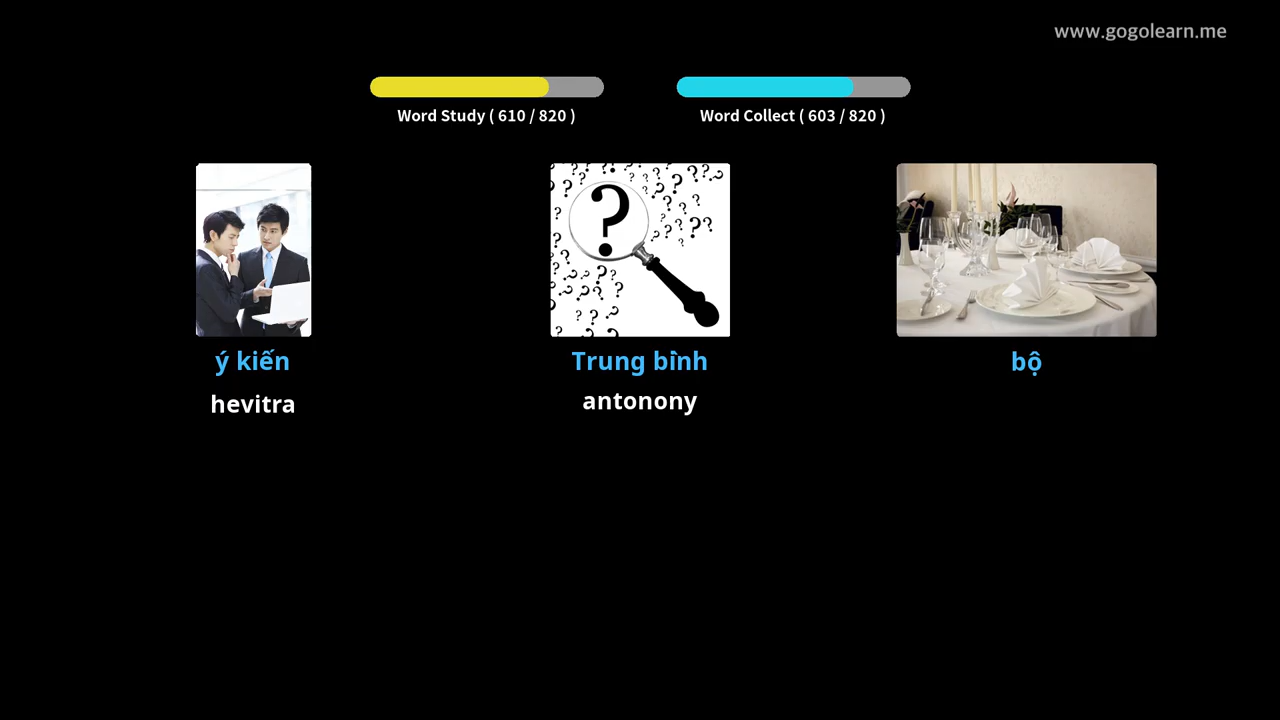 www.gogolearn.me
Word Study ( 610 / 820 )
Word Collect ( 603 / 820 )
ý kiến
Trung bình
bộ
hevitra
antonony